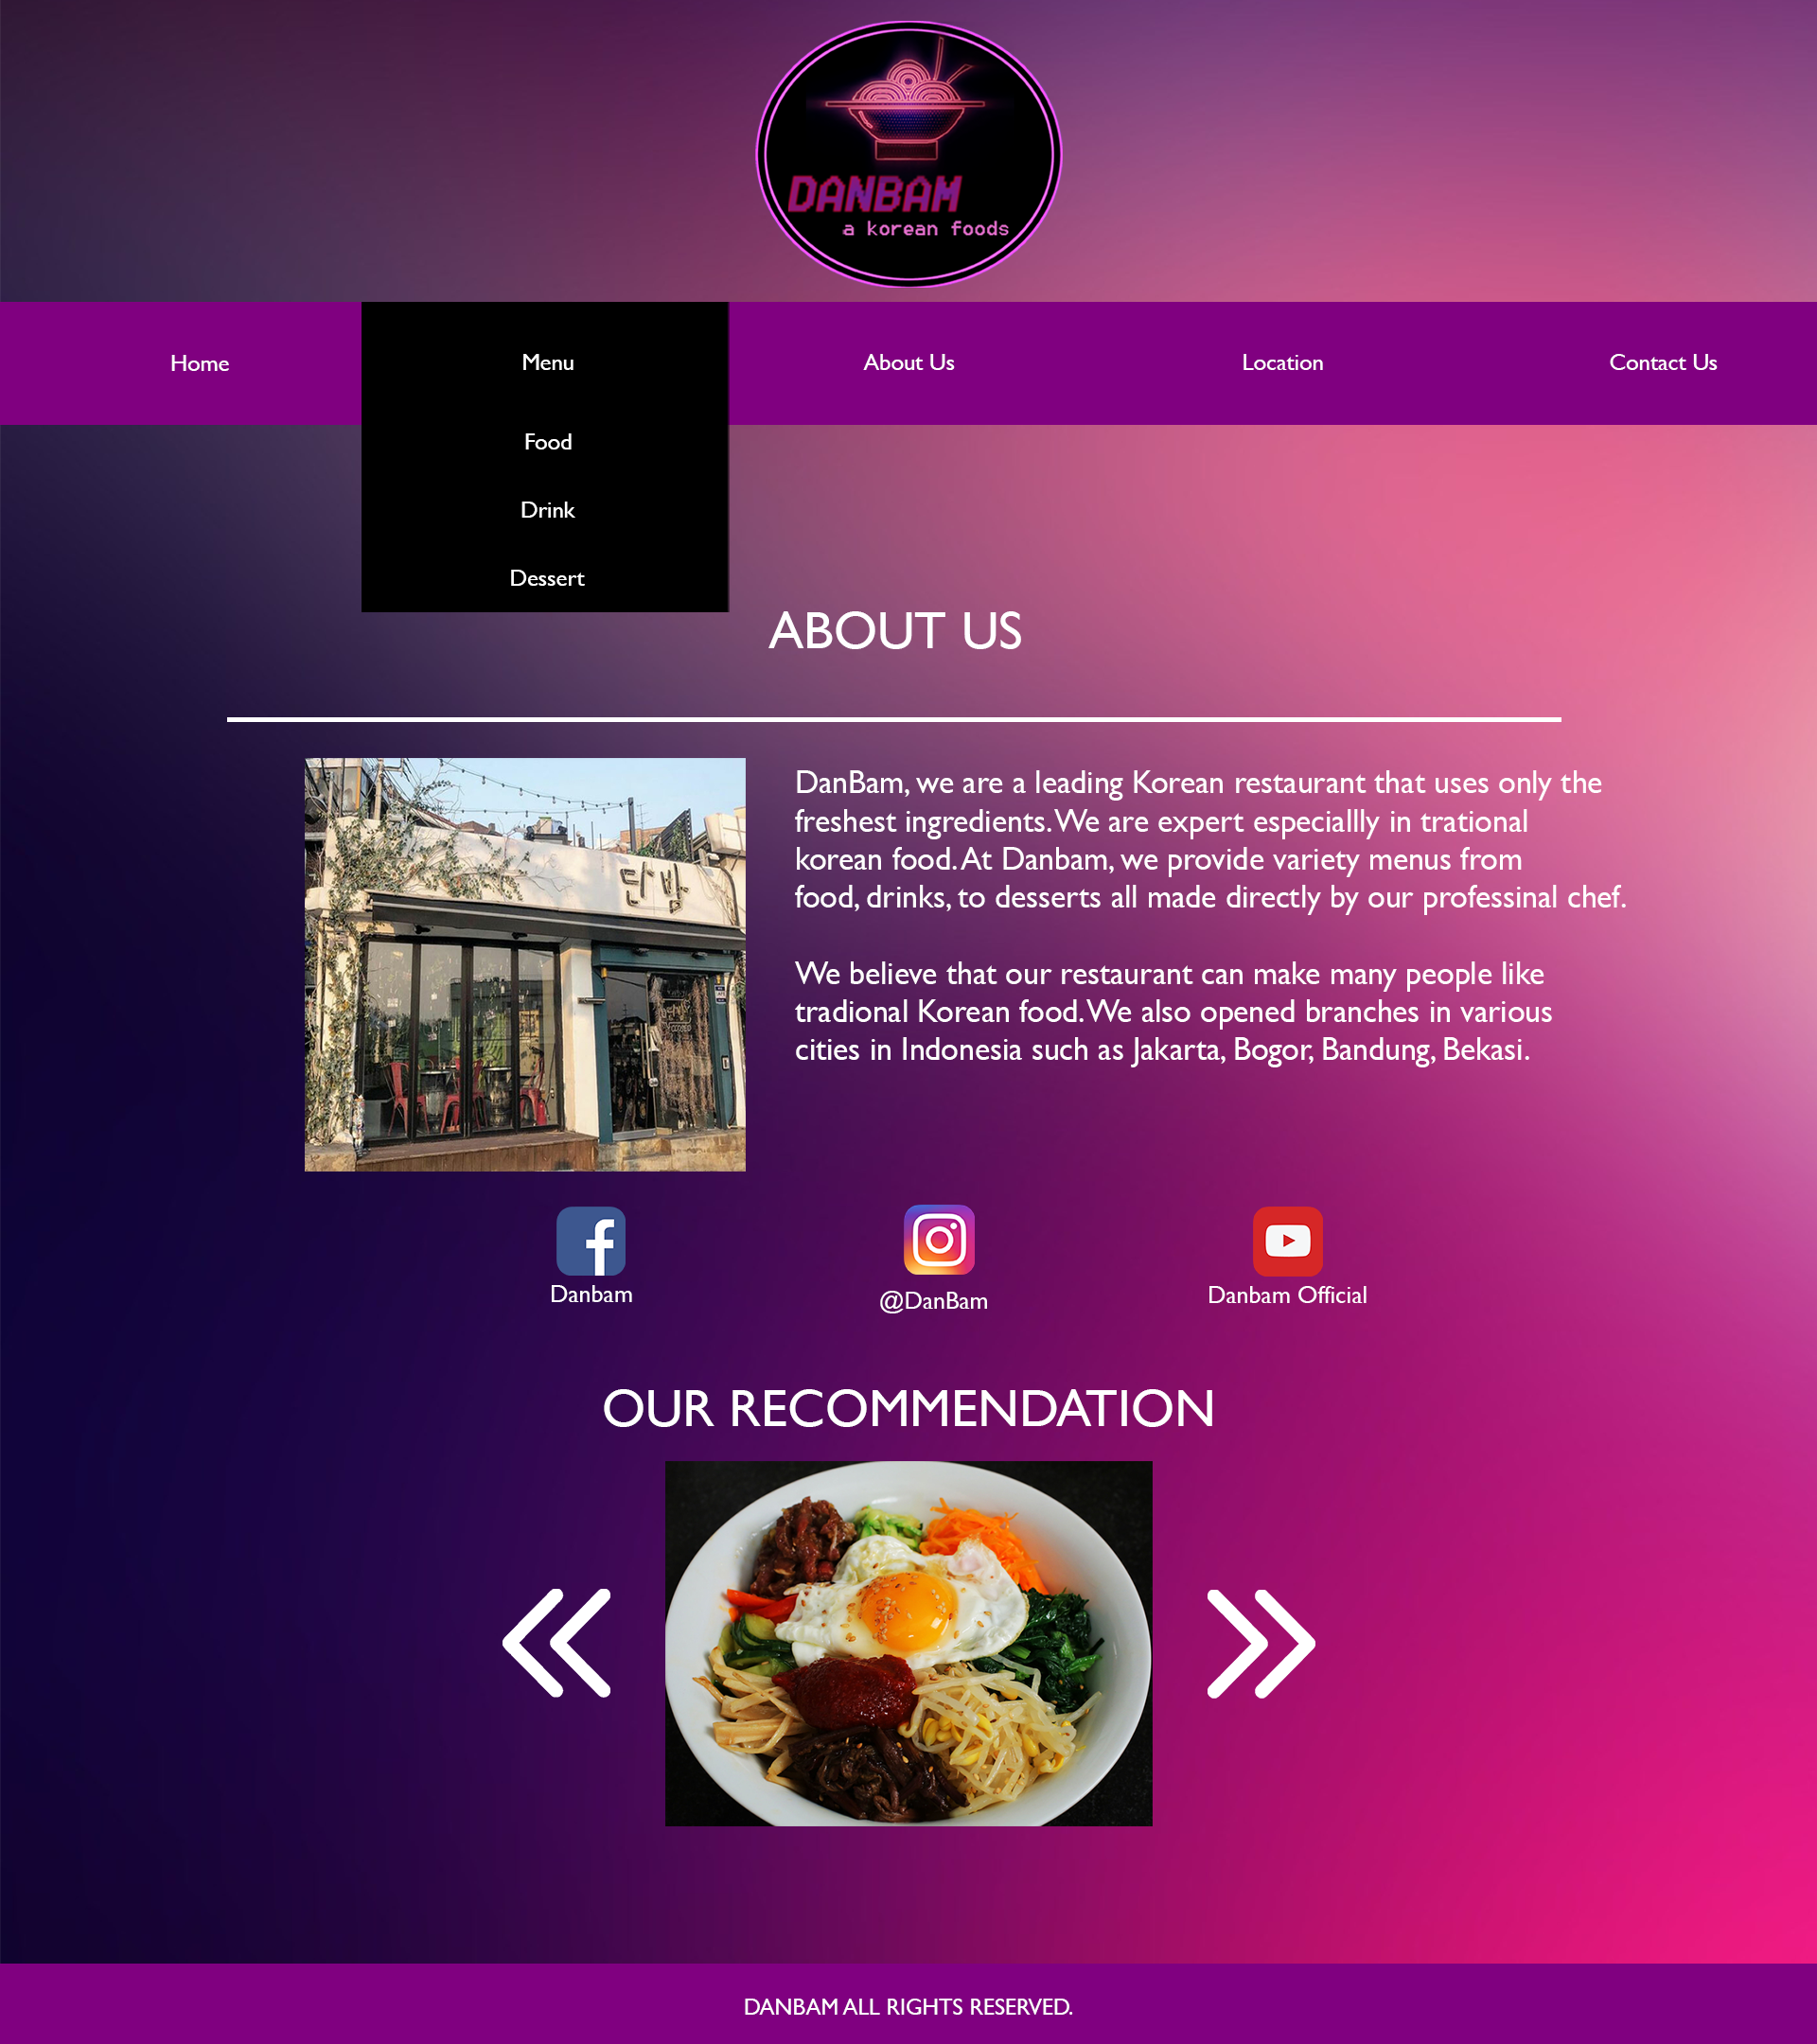 DANBAM
a korean foods
Home
Menu
About Us
Location
Contact Us
Food
Drink
Dessert
ABOUT US
단밤
DanBam, we are a leading Korean restaurant that uses only the
freshest ingredients. We are expert especiallly in trational
korean food. At Danbam, we provide variety menus from
food, drinks, to desserts all made directly by our professinal chef.
We believe that our restaurant can make many people like
tradional Korean food. We also opened branches in various
cities in Indonesia such as Jakarta, Bogor, Bandung, Bekasi.
Danbam
@DanBam
Danbam Official
OUR RECOMMENDATION
DANBAM ALL RIGHTS RESERVED.